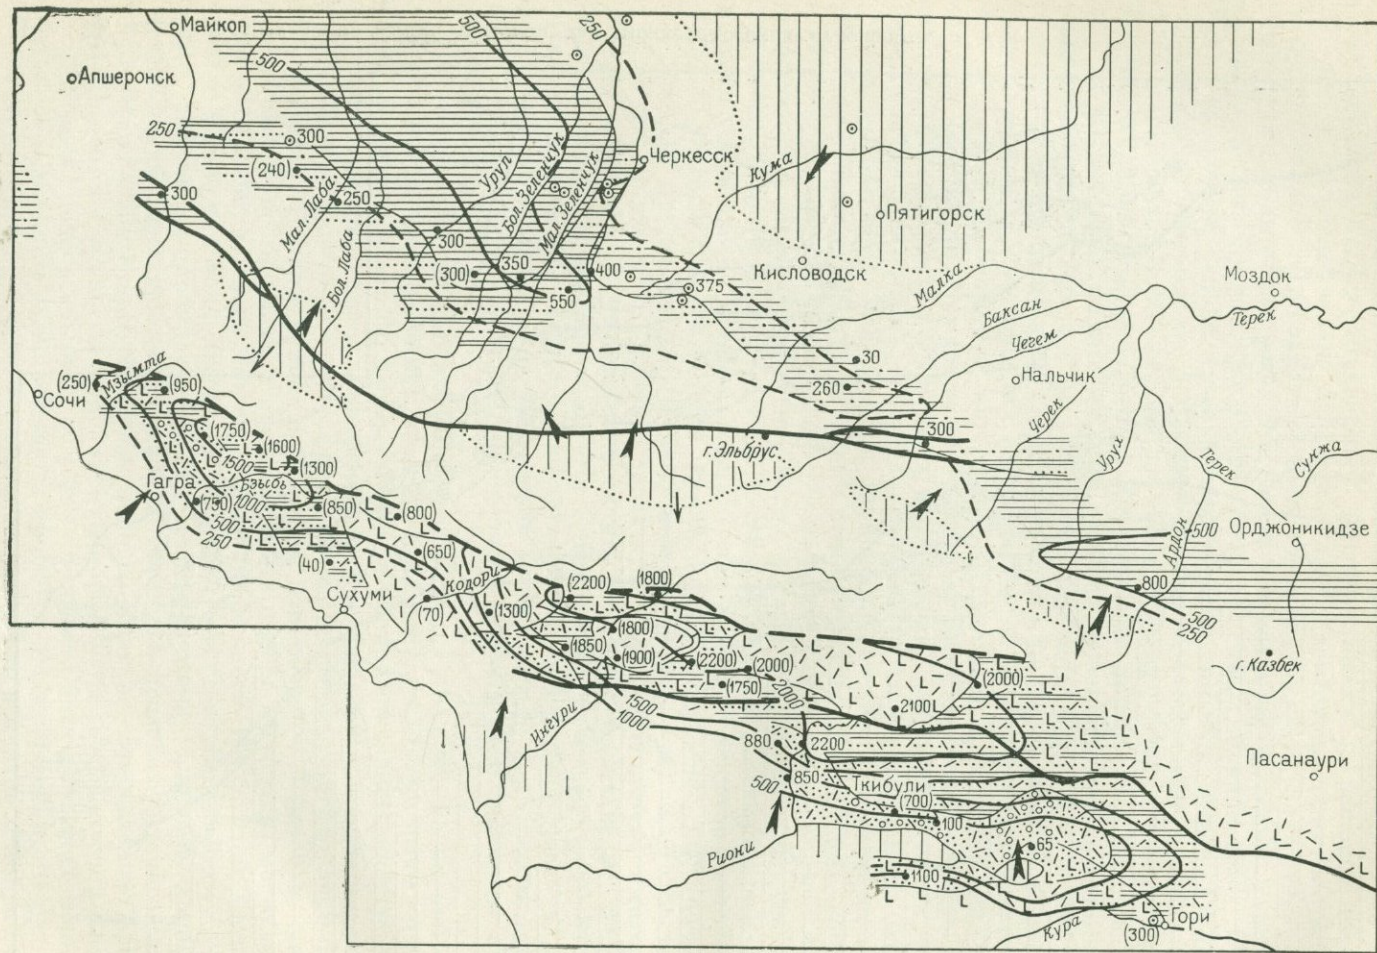 Майкоп
500
250
Апшеронск
500
250
300
(240)
300
250
Мал. Лаба
Бол. Лаба
Уруп
Бол. Зеленчук
Мал. Зеленчук
Черкесск
Кума
Пятигорск
Кисловодск
300
(300)
350
400
550
375
Малка
Баксан
Чегем
Моздок
Терек
30
260
Нальчик
300
Черек
г. Эльбрус
Урух
Терек
Сунжа
Мзымта
(250)
Сочи
(950)
(1750)
1600
1500
(1300)
Гагра
Бзыбь
(750)
1000
850
(800)
500
250
(650)
(40)
Сухуми
(70)
Кодори
(1300)
(2200)
1800
(1800)
(1850
(1900)
(2200)
(2000)
(1750)
2000
(2000)
2100
500
Орджоникидзе
Ардон
800
500
250
г. Казбек
Ингури
1500
1000
880
2200
850
500
Ткибули
(700)
100
65
Пасанаури
Риони
1100
Кура
(300)
Гори